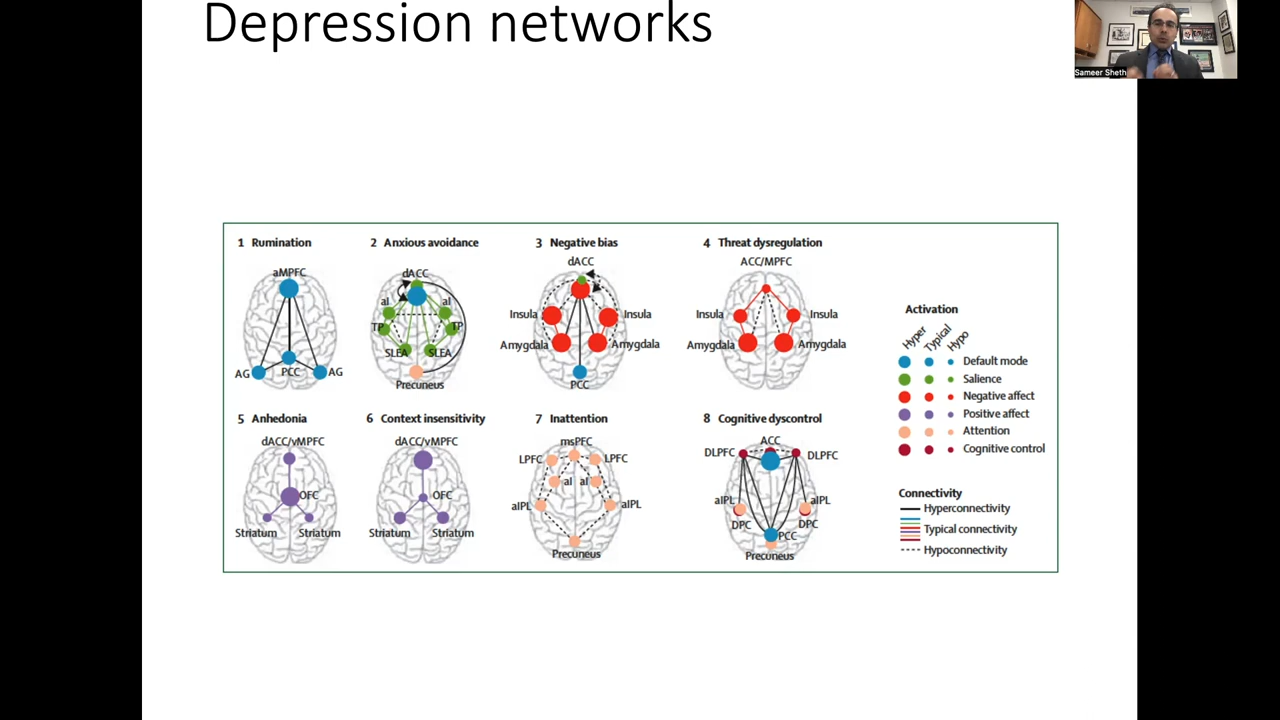 Depression networks
Sameer Sheth
1 Rumination
aMPFC
AG
PCC
AG
2 Anxious avoidance
dACC
aI
aI
TP
TP
SLEA
SLEA
Precuneus
3 Negative bias
dACC
Insula
Insula
Amygdala
Amygdala
PCC
4 Threat dysregulation
ACC/MPFC
Insula
Insula
Amygdala
Amygdala
5 Anhedonia
dACC/vMPFC
OFC
Striatum
Striatum
6 Context insensitivity
dACC/vMPFC
OFC
Striatum
Striatum
7 Inattention
msPFC
LPFC
LPFC
aI
aI
aIPL
aIPL
Precuneus
8 Cognitive dyscontrol
ACC
DLPFC
DLPFC
aIPL
aIPL
DPC
DPC
PCC
Precuneus
Activation
Hyper
Typical
Hypo
Default mode
Salience
Negative affect
Positive affect
Attention
Cognitive control
Connectivity
Hyperconnectivity
Typical connectivity
Hypoconnectivity